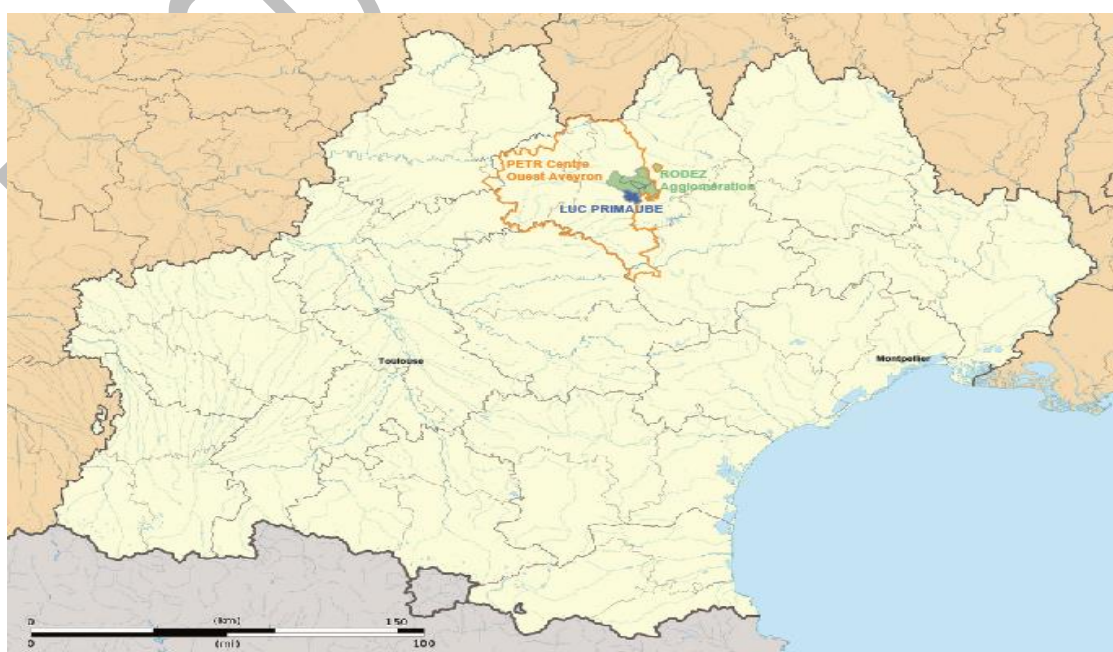 PETR Centre
Ouest Aveyron
RODEZ
Agglomération
LUC PRIMAUBE
Toulouse
Montpellier
0 (km) 150
0 (mi) 100